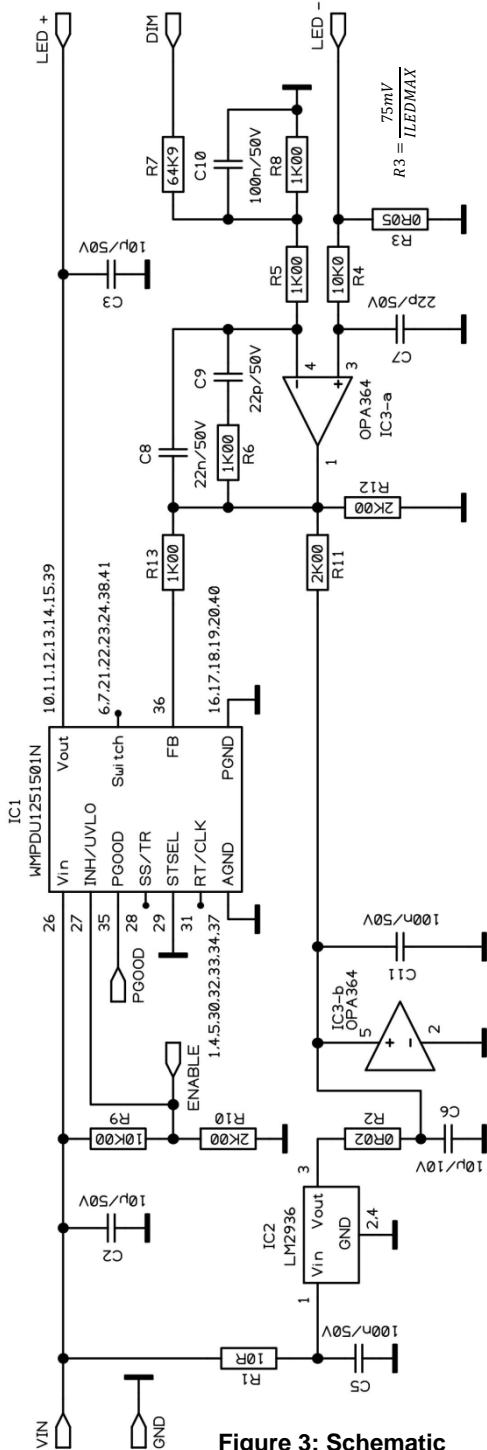 VIN
GND
R1
10R
C5
100n/50V
C2
10µ/50V
IC2
LM2936
1
Vin
Vout
GND
3
2,4
R2
0R02
C6
10µ/10V
R9
10K00
R10
2K00
ENABLE
PGOOD
IC3-b
OPA364
5
2
C11
100n/50V
IC1
WMPDU1251501N
26
27
35
28
29
31
1.4.5.30.32.33.34.37
Vin
INH/UVLO
PGOOD
SS/TR
STSEL
RT/CLK
AGND
Vout
Switch
FB
PGND
10.11.12.13.14.15.39
6.7.21.22.23.24.38.41
36
16.17.18.19.20.40
R13
1K00
R11
2K00
R12
2K00
C8
22n/50V
R6
1K00
C9
22p/50V
1
4
3
OPA364
IC3-a
C7
22p/50V
R5
1K00
R4
10K0
R3
0R05
C3
10µ/50V
R7
64K9
C10
100n/50V
R8
1K00
LED +
DIM
LED -
R3 = 75mV / ILEDMAX
Figure 3: Schematic